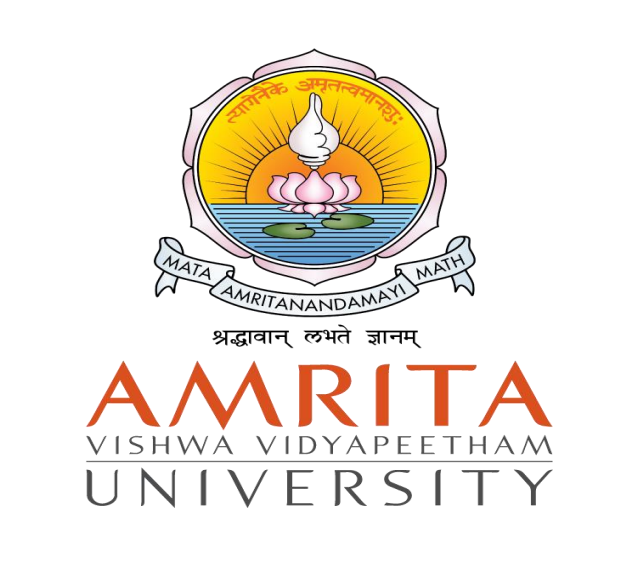 त्यागेनैके अमृतत्वमानशुः
MATA AMRITANANDAMAYI MATH
श्रद्धावान् लभते ज्ञानम्
AMRITA
VISHWA VIDYAPEETHAM
UNIVERSITY